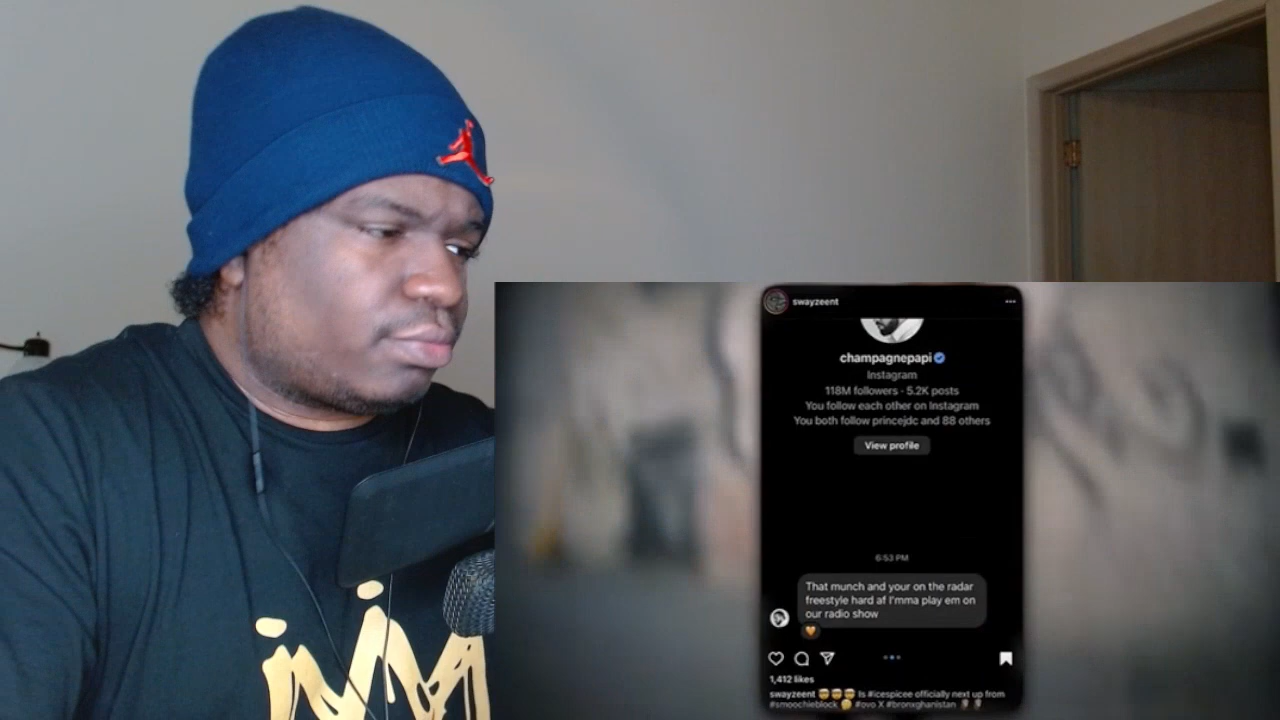 swayzeent
champagnepapi
Instagram
118M followers · 5.2K posts
You follow each other on Instagram
You both follow princejdc and 88 others
View profile
6:53 PM
That munch and your on the radar
freestyle hard af I'mma play em on
our radio show
1,412 likes
swayzeent 😎😎😎 Is #icespicee officially next up from
#smoochieblock #ovo X #bronxghanistan